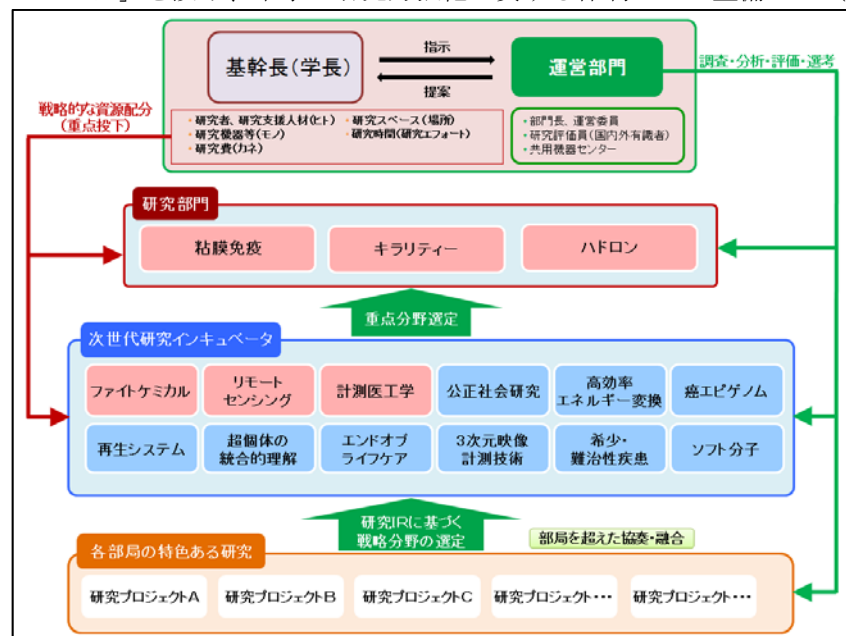 指示
基幹長(学長)
運営部門
提案
調査・分析・評価・選考
戦略的な資源配分
(重点投下)
・研究者、研究支援人材(ヒト)
・研究スペース(場所)
・研究機器等(モノ)
・研究時間(研究エフォート)
・研究費(カネ)
・部門長、運営委員
・研究評価員(国内外有識者)
・共用機器センター
研究部門
粘膜免疫
キラリティー
ハドロン
重点分野選定
次世代研究インキュベータ
ファイトケミカル
リモート
センシング
計測医工学
公正社会研究
高効率
エネルギー変換
癌エピゲノム
再生システム
超個体の
統合的理解
エンドオブ
ライフケア
3次元映像
計測技術
希少・
難治性疾患
ソフト分子
研究IRに基づく
戦略分野の選定
部局を超えた協奏・融合
各部局の特色ある研究
研究プロジェクトA
研究プロジェクトB
研究プロジェクトC
研究プロジェクト・・・
研究プロジェクト・・・